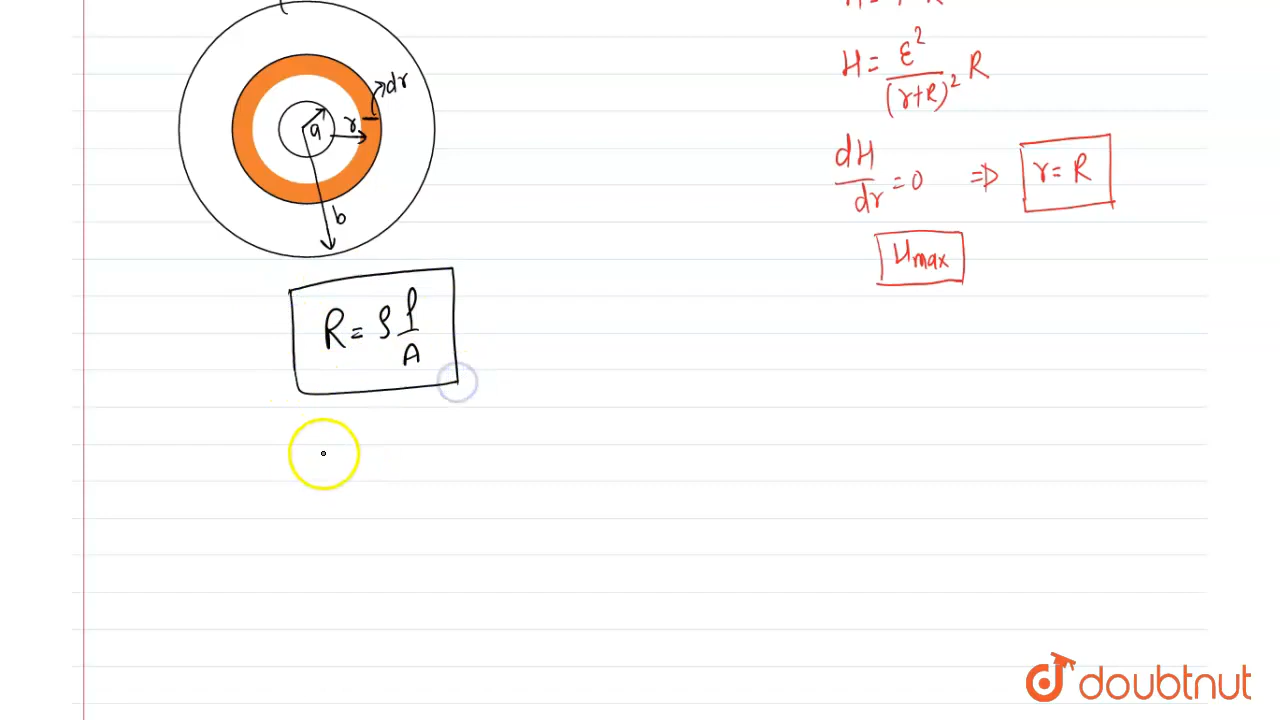 dr
a
r
b
R = ρ l/A
H = ε²/(r+R)² R
dH/dr = 0 ⇒ r = R
Hmax
doubtnut